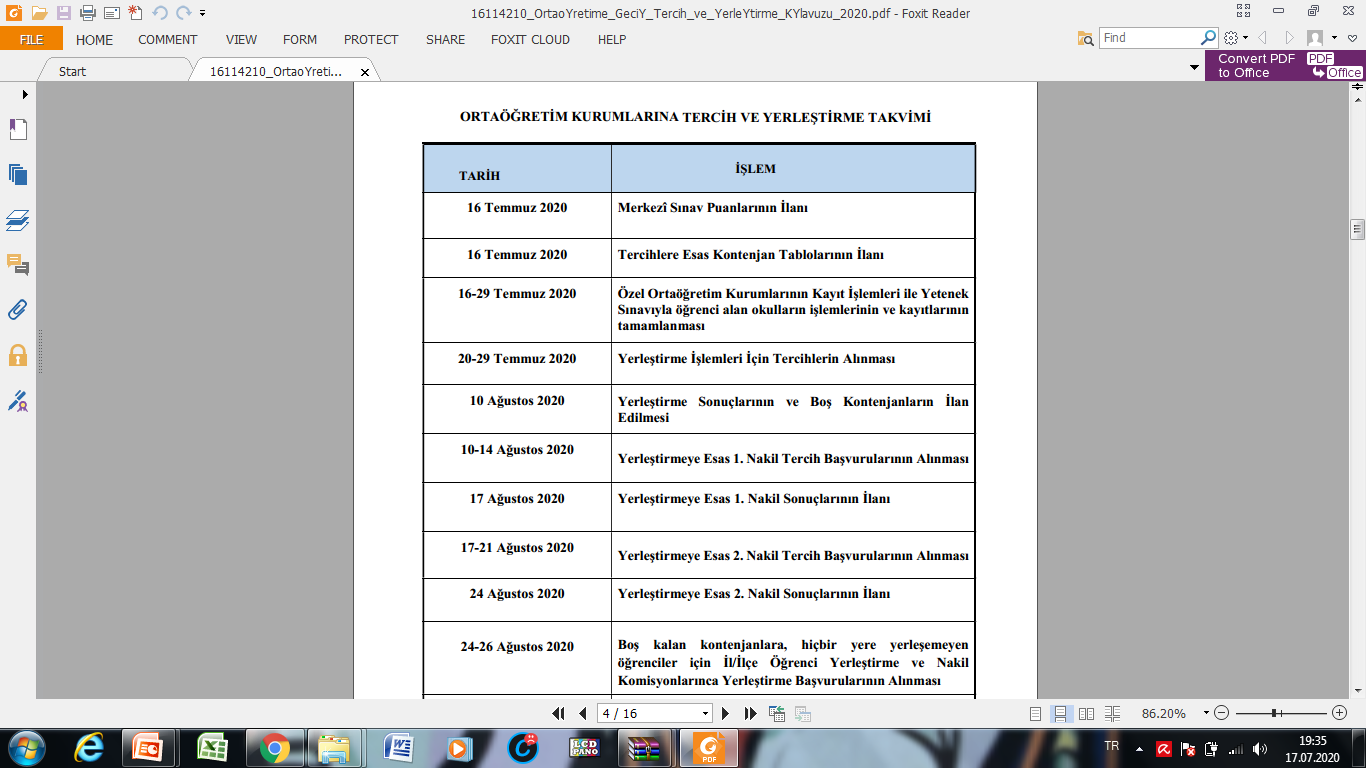 16114210_OrtaoYretime_GeciY_Tercih_ve_YerleYtirme_KYlavuzu_2020.pdf - Foxit Reader
FILE HOME COMMENT VIEW FORM PROTECT SHARE FOXIT CLOUD HELP
Find
Start
16114210_OrtaoYreti...
Convert PDF to Office
PDF
Office
ORTAÖĞRETİM KURUMLARINA TERCİH VE YERLEŞTİRME TAKVİMİ
TARİH
İŞLEM
16 Temmuz 2020
Merkezî Sınav Puanlarının İlanı
16 Temmuz 2020
Tercihlere Esas Kontenjan Tablolarının İlanı
16-29 Temmuz 2020
Özel Ortaöğretim Kurumlarının Kayıt İşlemleri ile Yetenek
Sınavıyla öğrenci alan okulların işlemlerinin ve kayıtlarının
tamamlanması
20-29 Temmuz 2020
Yerleştirme İşlemleri İçin Tercihlerin Alınması
10 Ağustos 2020
Yerleştirme Sonuçlarının ve Boş Kontenjanların İlan
Edilmesi
10-14 Ağustos 2020
Yerleştirmeye Esas 1. Nakil Tercih Başvurularının Alınması
17 Ağustos 2020
Yerleştirmeye Esas 1. Nakil Sonuçlarının İlanı
17-21 Ağustos 2020
Yerleştirmeye Esas 2. Nakil Tercih Başvurularının Alınması
24 Ağustos 2020
Yerleştirmeye Esas 2. Nakil Sonuçlarının İlanı
24-26 Ağustos 2020
Boş kalan kontenjanlara, hiçbir yere yerleşemeyen
öğrenciler için İl/İlçe Öğrenci Yerleştirme ve Nakil
Komisyonlarınca Yerleştirme Başvurularının Alınması
4 / 16
86.20%
LCD
PANO
PDF
TR
19:35
17.07.2020